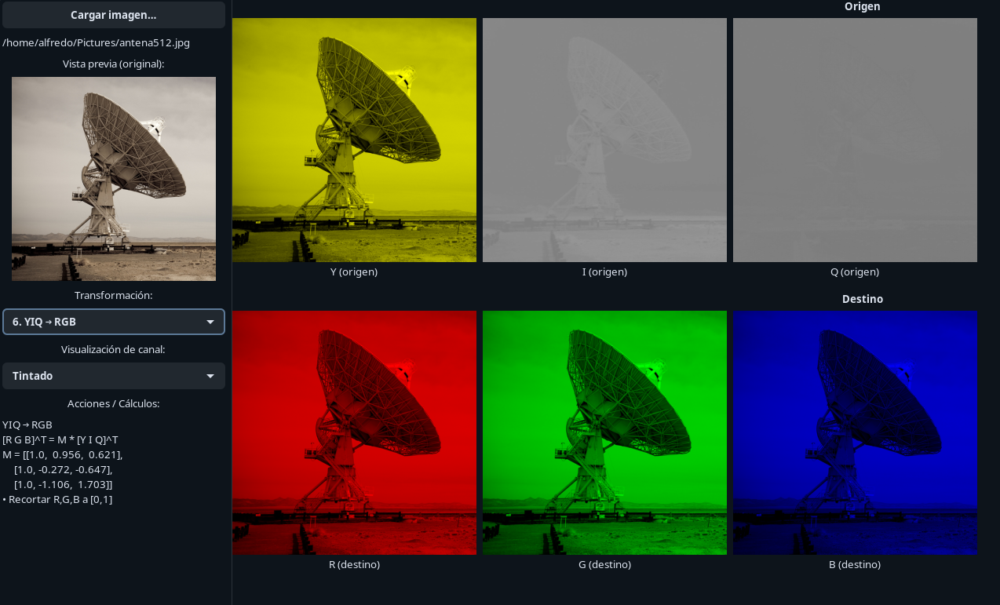 Cargar imagen...
/home/alfredo/Pictures/antena512.jpg
Vista previa (original):
Transformación:
6. YIQ → RGB
Visualización de canal:
Tintado
Acciones / Cálculos:
YIQ → RGB
[R G B]^T = M * [Y I Q]^T
M = [[1.0,  0.956,  0.621],
[1.0, -0.272, -0.647],
[1.0, -1.106,  1.703]]
• Recortar R,G,B a [0,1]
Origen
Y (origen)
I (origen)
Q (origen)
Destino
R (destino)
G (destino)
B (destino)